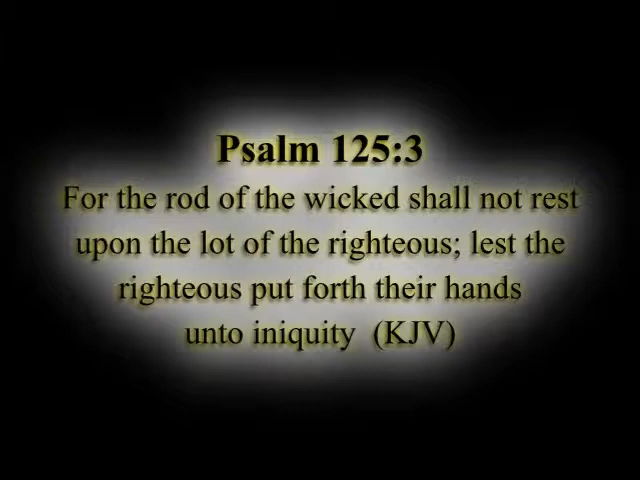 Psalm 125:3
For the rod of the wicked shall not rest
upon the lot of the righteous; lest the
righteous put forth their hands
unto iniquity (KJV)